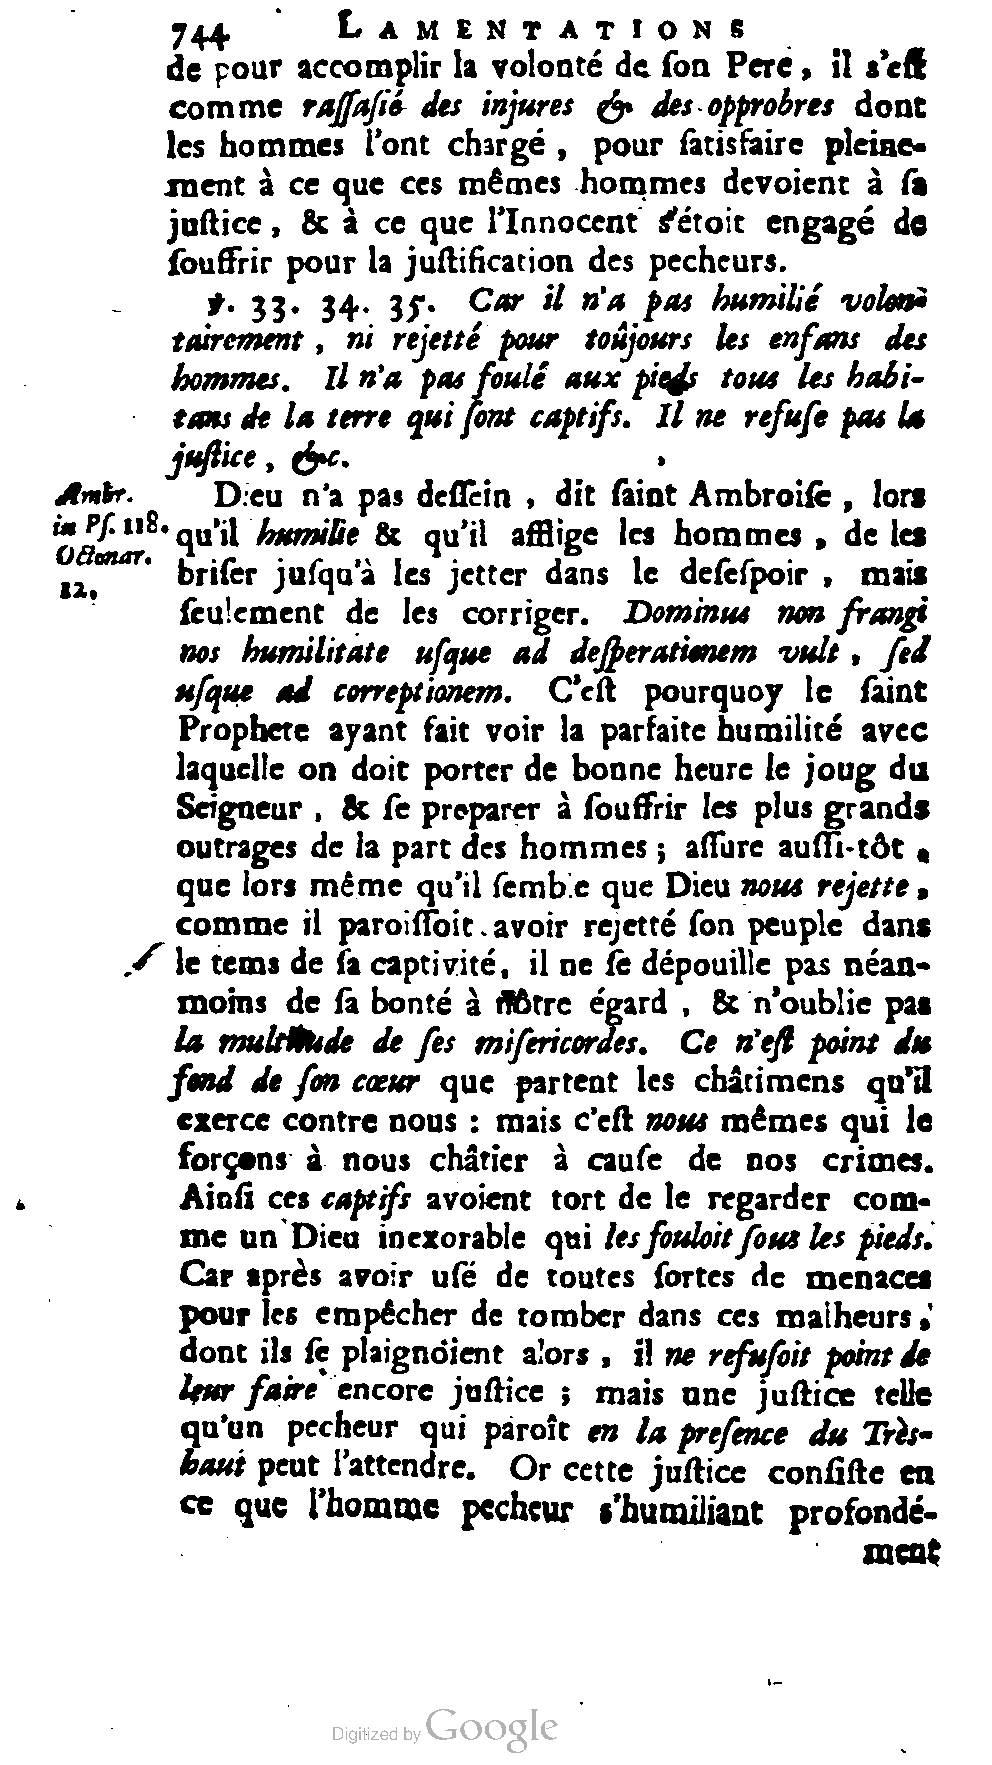 744 LAMENTATIONS
de pour accomplir la volonté de ſon Pere, il s'eſt
comme raſſaſié des injures & des opprobres dont
les hommes l'ont chargé, pour ſatisfaire pleine-
ment à ce que ces mêmes hommes devoient à ſa
juſtice, & à ce que l'Innocent s'étoit engagé de
ſouffrir pour la juſtification des pecheurs.
℣. 33. 34. 35. Car il n'a pas humilié volon-
tairement, ni rejetté pour toûjours les enfans des
hommes. Il n'a pas foulé aux pieds tous les habi-
tans de la terre qui ſont captifs. Il ne refuſe pas la
juſtice, &c.
Ambr.
in Pſ. 118.
Octonar.
12.
Dieu n'a pas deſſein, dit ſaint Ambroiſe, lors
qu'il humilie & qu'il afflige les hommes, de les
briſer juſqu'à les jetter dans le deſeſpoir, mais
ſeulement de les corriger. Dominus non frangi
nos humilitate uſque ad deſperationem vult, ſed
uſque ad correptionem. C'eſt pourquoy le ſaint
Prophete ayant fait voir la parfaite humilité avec
laquelle on doit porter de bonne heure le joug du
Seigneur, & ſe preparer à ſouffrir les plus grands
outrages de la part des hommes; aſſure auſſi-tôt,
que lors même qu'il ſemble que Dieu nous rejette,
comme il paroiſſoit avoir rejetté ſon peuple dans
le tems de ſa captivité, il ne ſe dépouille pas néan-
moins de ſa bonté à nôtre égard, & n'oublie pas
la multitude de ſes miſericordes. Ce n'eſt point du
fond de ſon cœur que partent les châtimens qu'il
exerce contre nous : mais c'eſt nous mêmes qui le
forçons à nous châtier à cauſe de nos crimes.
Ainſi ces captifs avoient tort de le regarder com-
me un Dieu inexorable qui les fouloit ſous les pieds.
Car après avoir uſé de toutes ſortes de menaces
pour les empêcher de tomber dans ces malheurs,
dont ils ſe plaignoient alors, il ne refuſoit point de
leur faire encore juſtice; mais une juſtice telle
qu'un pecheur qui paroît en la preſence du Très-
haut peut l'attendre. Or cette juſtice conſiſte en
ce que l'homme pecheur s'humiliant profondé-
ment
Digitized by Google